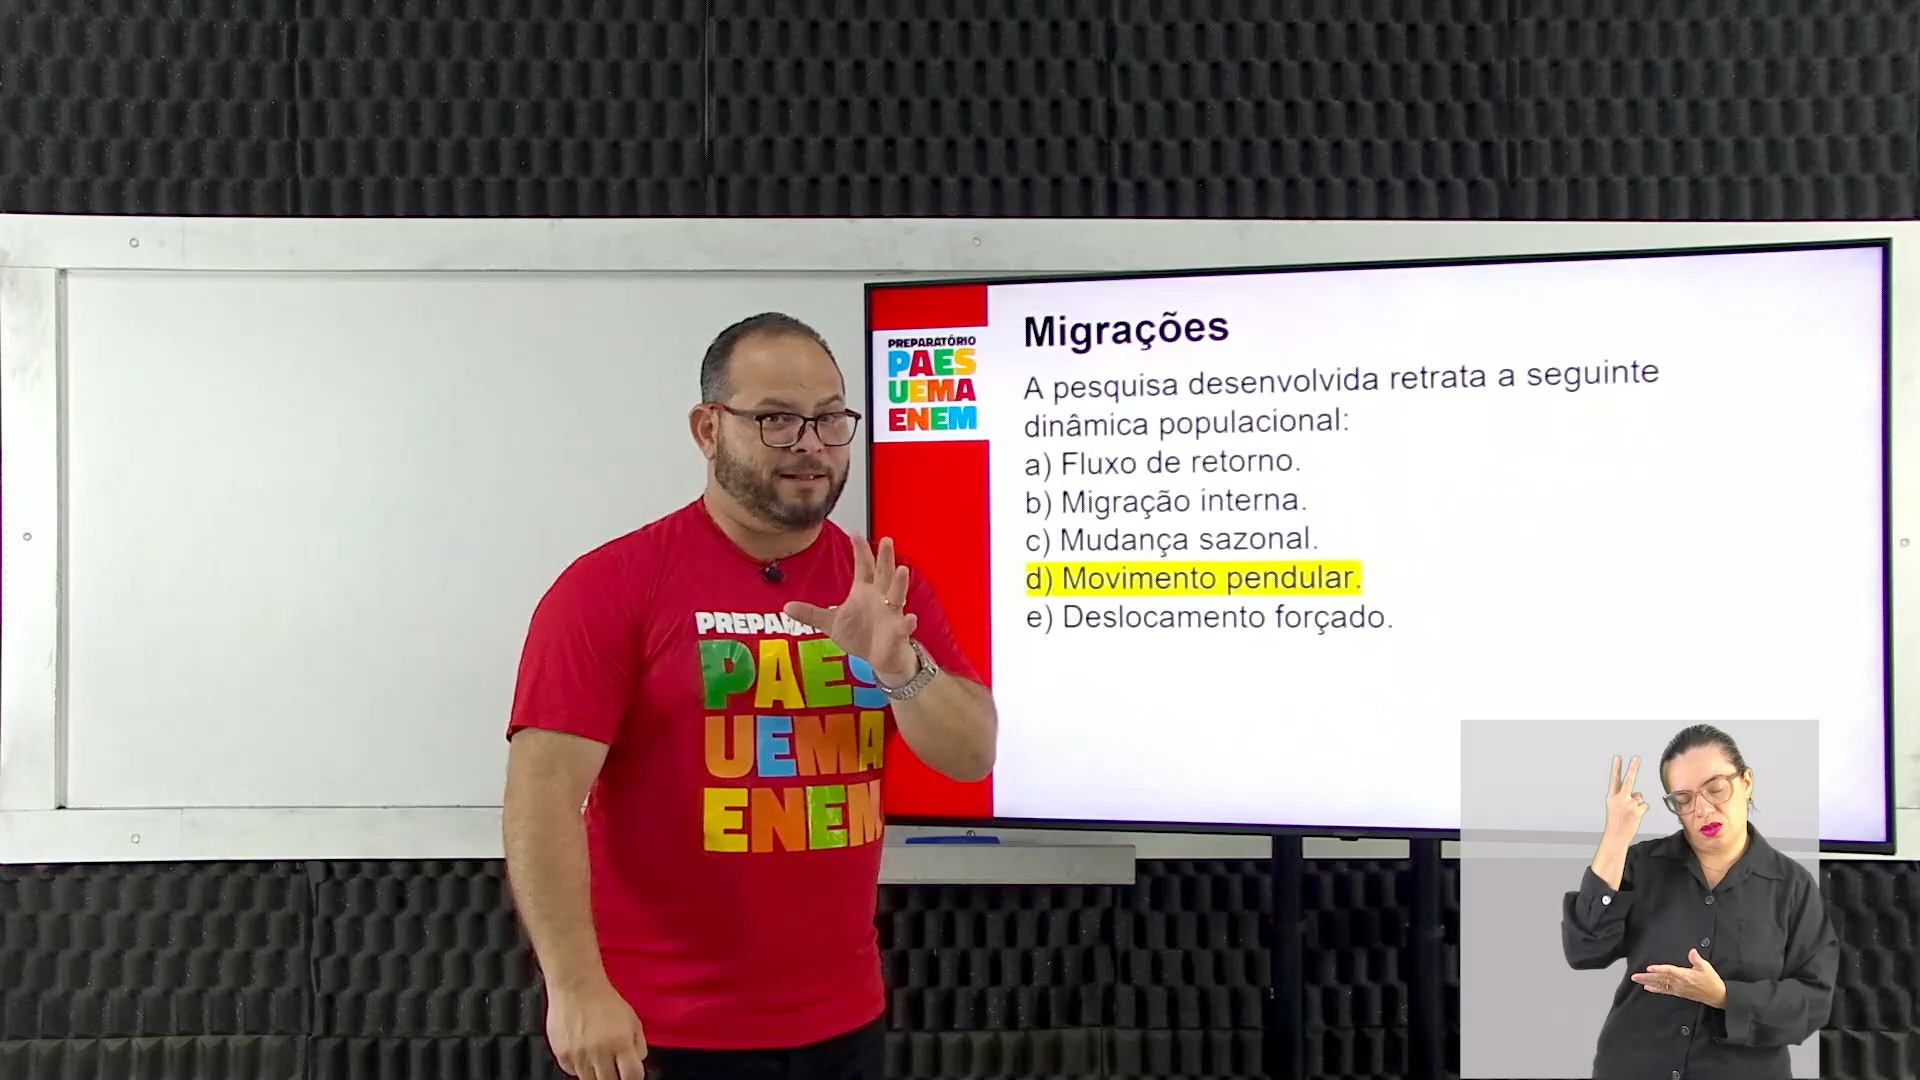 PREPARATÓRIO
PAES
UEMA
ENEM
Migrações
A pesquisa desenvolvida retrata a seguinte
dinâmica populacional:
a) Fluxo de retorno.
b) Migração interna.
c) Mudança sazonal.
d) Movimento pendular.
e) Deslocamento forçado.
PAES
UEMA
ENEM